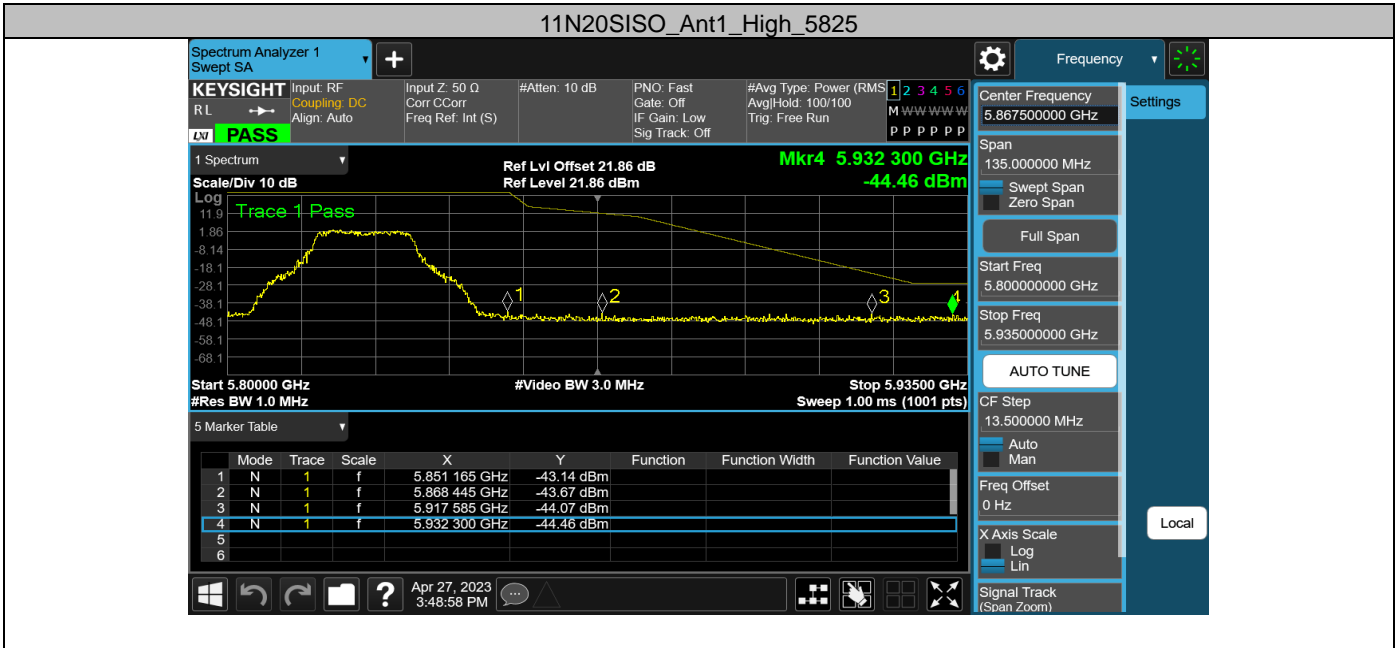 11N20SISO_Ant1_High_5825
Spectrum Analyzer 1
Swept SA
Frequency
KEYSIGHT
Input: RF
Coupling: DC
Align: Auto
Input Z: 50 Ω
Corr CCorr
Freq Ref: Int (S)
#Atten: 10 dB
PNO: Fast
Gate: Off
IF Gain: Low
Sig Track: Off
#Avg Type: Power (RMS
Avg|Hold: 100/100
Trig: Free Run
1 2 3 4 5 6
M W W W W W
P P P P P P
R L
LXI PASS
1 Spectrum
Scale/Div 10 dB
Ref Lvl Offset 21.86 dB
Ref Level 21.86 dBm
Mkr4 5.932 300 GHz
-44.46 dBm
Log
Trace 1 Pass
11.9
1.86
-8.14
-18.1
-28.1
-38.1
-48.1
-58.1
-68.1
1
2
3
4
Start 5.80000 GHz
#Video BW 3.0 MHz
Stop 5.93500 GHz
#Res BW 1.0 MHz
Sweep 1.00 ms (1001 pts)
5 Marker Table
Mode Trace Scale X Y Function Function Width Function Value
1 N 1 f 5.851 165 GHz -43.14 dBm
2 N 1 f 5.868 445 GHz -43.67 dBm
3 N 1 f 5.917 585 GHz -44.07 dBm
4 N 1 f 5.932 300 GHz -44.46 dBm
5
6
?
Apr 27, 2023
3:48:58 PM
Center Frequency
5.867500000 GHz
Settings
Span
135.000000 MHz
Swept Span
Zero Span
Full Span
Start Freq
5.800000000 GHz
Stop Freq
5.935000000 GHz
AUTO TUNE
CF Step
13.500000 MHz
Auto
Man
Freq Offset
0 Hz
Local
X Axis Scale
Log
Lin
Signal Track
(Span Zoom)